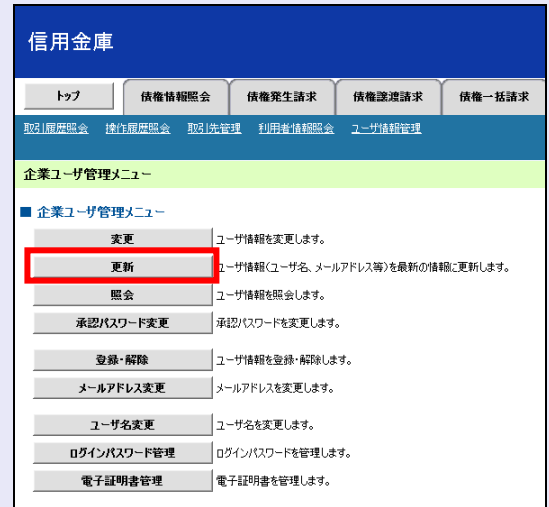 信用金庫
トップ 債権情報照会 債権発生請求 債権譲渡請求 債権一括請求
取引履歴照会 操作履歴照会 取引先管理 利用者情報照会 ユーザ情報管理
企業ユーザ管理メニュー
■ 企業ユーザ管理メニュー
変更 ユーザ情報を変更します。
更新 ユーザ情報(ユーザ名、メールアドレス等)を最新の情報に更新します。
照会 ユーザ情報を照会します。
承認パスワード変更 承認パスワードを変更します。
登録・解除 ユーザ情報を登録・解除します。
メールアドレス変更 メールアドレスを変更します。
ユーザ名変更 ユーザ名を変更します。
ログインパスワード管理 ログインパスワードを管理します。
電子証明書管理 電子証明書を管理します。